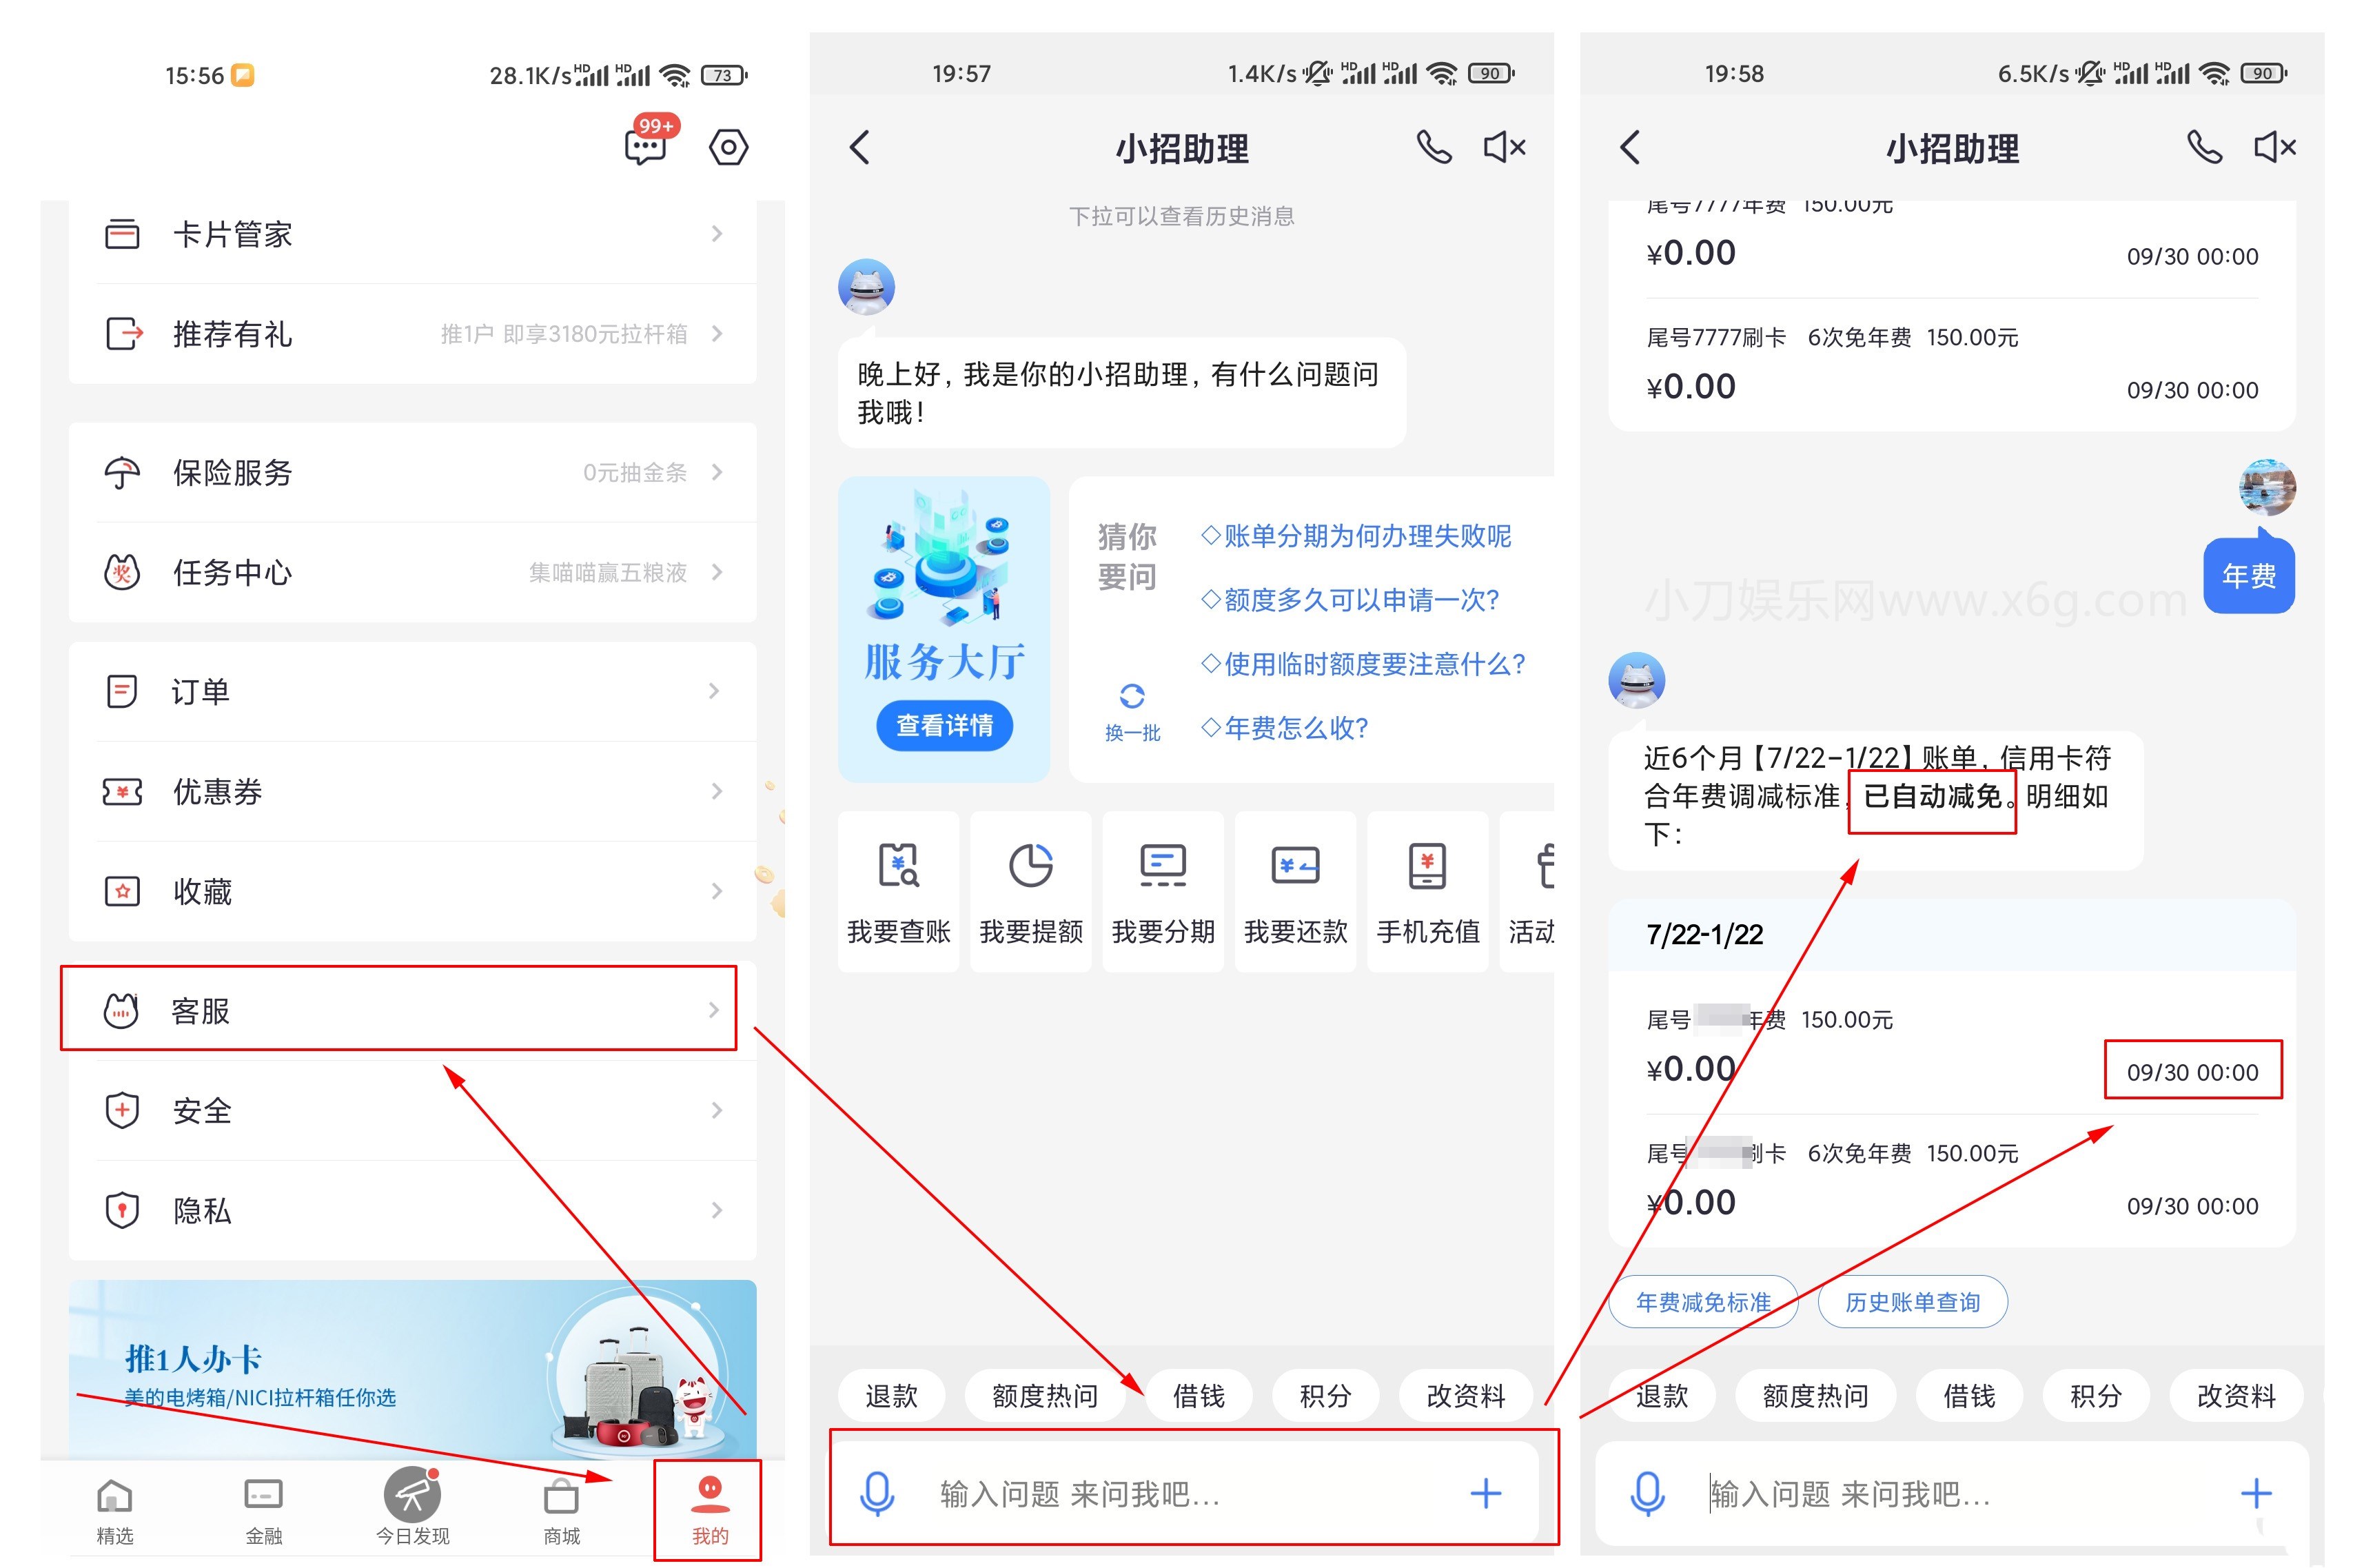 15:56
28.1K/s HD HD 73
99+
卡片管家
推荐有礼 推1户 即享3180元拉杆箱
保险服务 0元抽金条
任务中心 集喵喵赢五粮液
订单
优惠券
收藏
客服
安全
隐私
推1人办卡
美的电烤箱/NICI拉杆箱任你选
精选 金融 今日发现 商城 我的
19:57
1.4K/s HD HD 90
小招助理
下拉可以查看历史消息
晚上好，我是你的小招助理，有什么问题问
我哦！
服务大厅
查看详情
猜你
要问
换一批
◇账单分期为何办理失败呢
◇额度多久可以申请一次？
◇使用临时额度要注意什么？
◇年费怎么收？
我要查账 我要提额 我要分期 我要还款 手机充值 活动
退款 额度热问 借钱 积分 改资料
输入问题 来问我吧...
19:58
6.5K/s HD HD 90
小招助理
尾号7777年费 150.00元
¥0.00 09/30 00:00
尾号7777刷卡 6次免年费 150.00元
¥0.00 09/30 00:00
年费
小刀娱乐网www.x6g.com
近6个月【7/22-1/22】账单，信用卡符
合年费调减标准，已自动减免。明细如
下：
7/22-1/22
尾号 年费 150.00元
¥0.00 09/30 00:00
尾号 刷卡 6次免年费 150.00元
¥0.00 09/30 00:00
年费减免标准 历史账单查询
退款 额度热问 借钱 积分 改资料
输入问题 来问我吧...